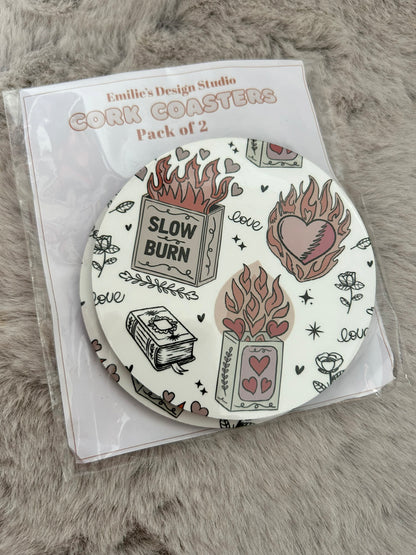 Emilie's Design Studio
CORK COASTERS
Pack of 2
SLOW
BURN
love
love
love